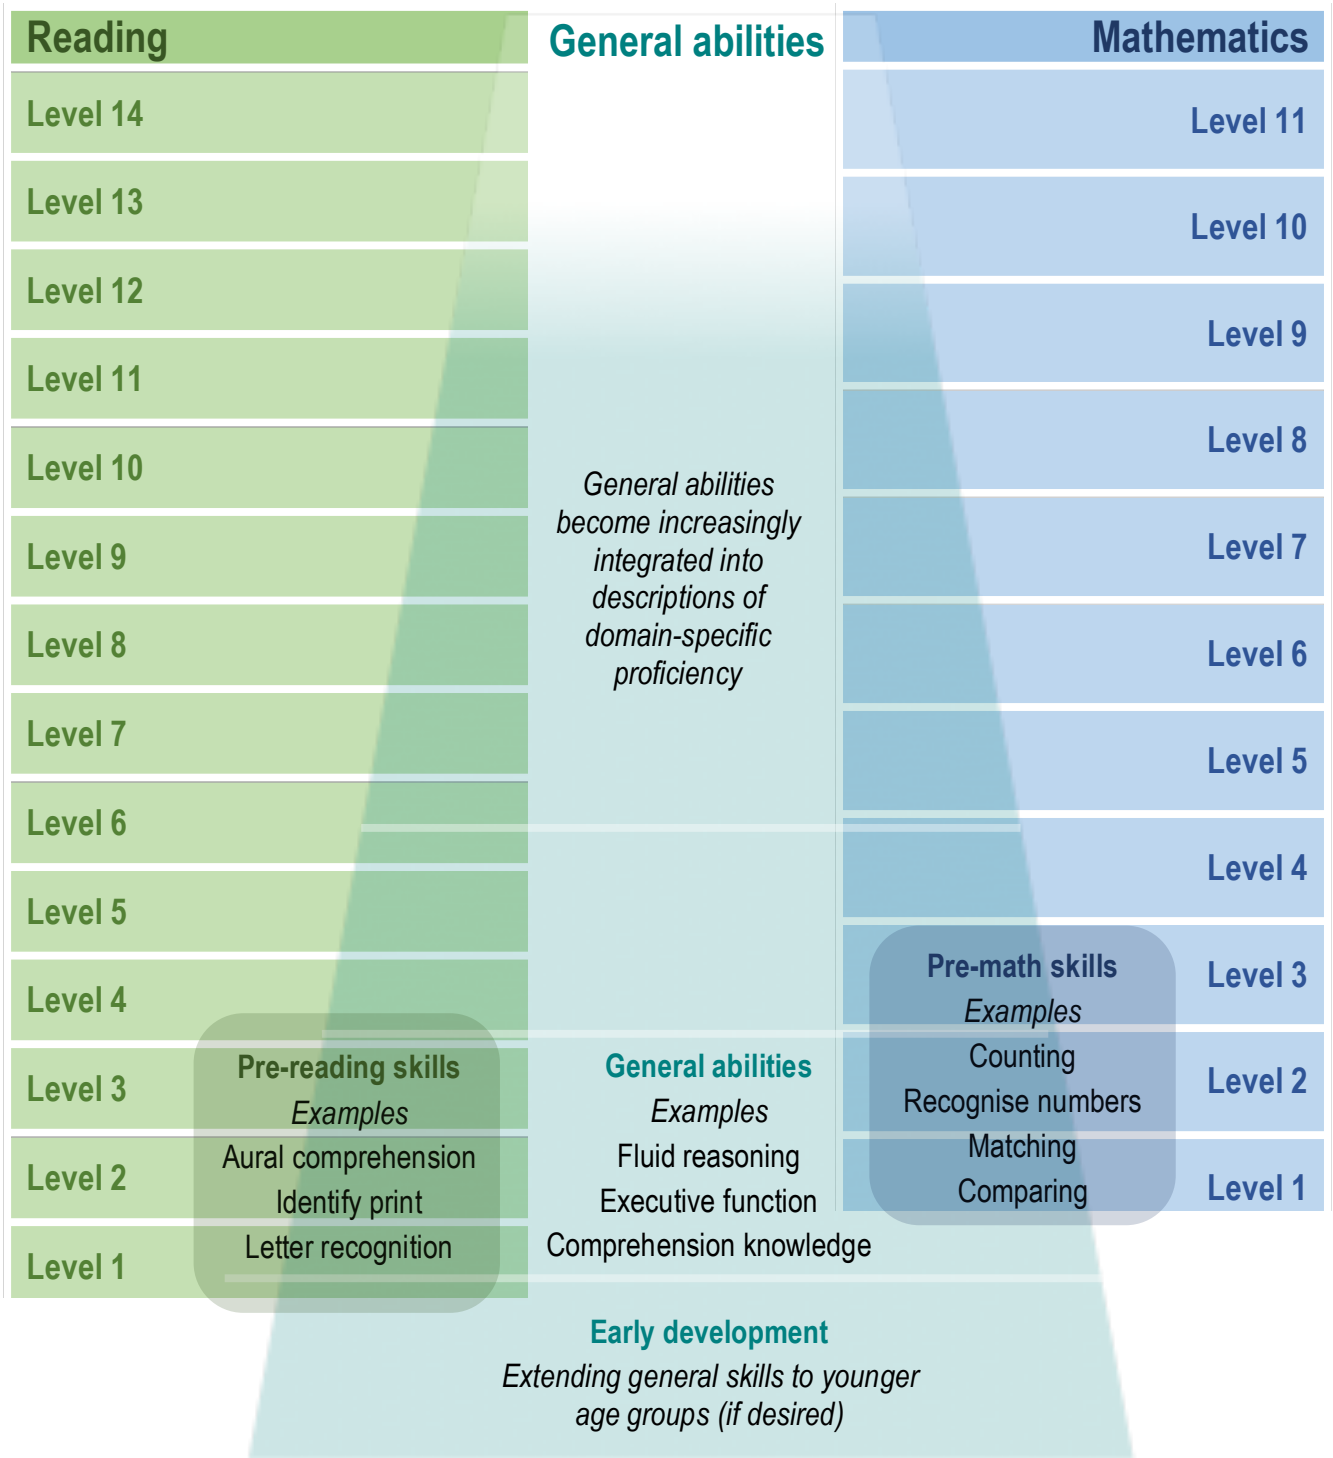 Reading
Level 14
Level 13
Level 12
Level 11
Level 10
Level 9
Level 8
Level 7
Level 6
Level 5
Level 4
Level 3
Level 2
Level 1
Pre-reading skills
Examples
Aural comprehension
Identify print
Letter recognition
General abilities
General abilities
become increasingly
integrated into
descriptions of
domain-specific
proficiency
General abilities
Examples
Fluid reasoning
Executive function
Comprehension knowledge
Early development
Extending general skills to younger
age groups (if desired)
Mathematics
Level 11
Level 10
Level 9
Level 8
Level 7
Level 6
Level 5
Level 4
Level 3
Level 2
Level 1
Pre-math skills
Examples
Counting
Recognise numbers
Matching
Comparing